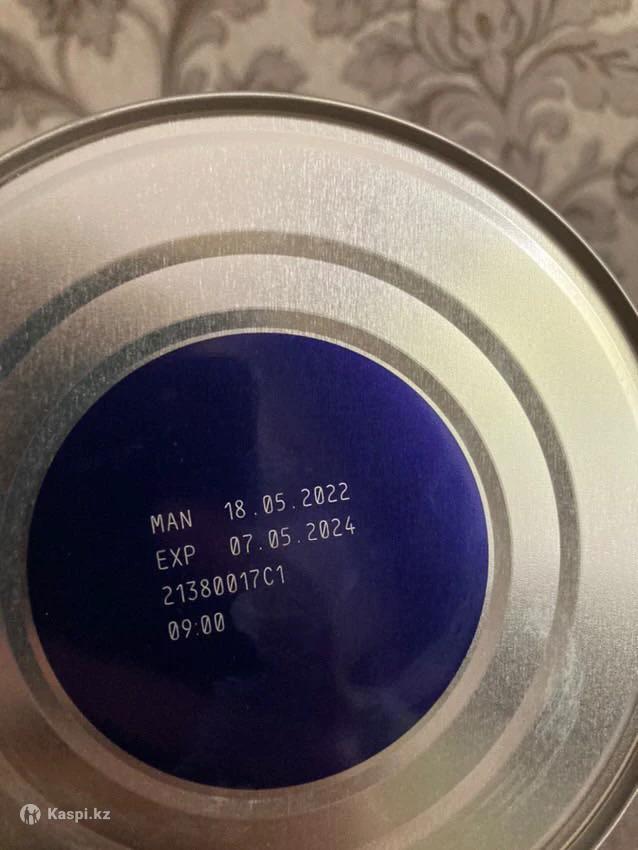 MAN 18.05.2022
EXP 07.05.2024
21380017C1
09:00
Kaspi.kz